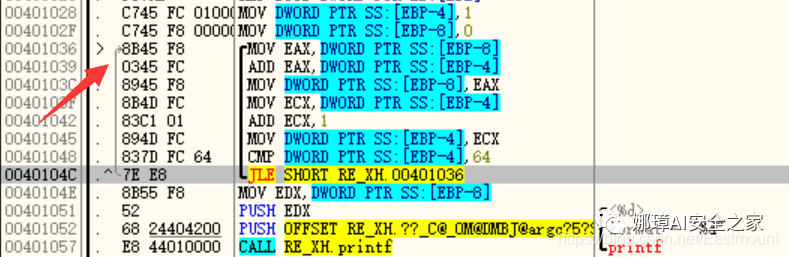 00401028 . C745 FC 01000 MOV DWORD PTR SS:[EBP-4],1
0040102F . C745 F8 00000 MOV DWORD PTR SS:[EBP-8],0
00401036 > 8B45 F8 MOV EAX,DWORD PTR SS:[EBP-8]
00401039 . 0345 FC ADD EAX,DWORD PTR SS:[EBP-4]
0040103C . 8945 F8 MOV DWORD PTR SS:[EBP-8],EAX
0040103F . 8B4D FC MOV ECX,DWORD PTR SS:[EBP-4]
00401042 . 83C1 01 ADD ECX,1
00401045 . 894D FC MOV DWORD PTR SS:[EBP-4],ECX
00401048 . 837D FC 64 CMP DWORD PTR SS:[EBP-4],64
0040104C .^ 7E E8 JLE SHORT RE_XH.00401036
0040104E . 8B55 F8 MOV EDX,DWORD PTR SS:[EBP-8]
00401051 . 52 PUSH EDX <%d>
00401052 . 68 24404200 PUSH OFFSET RE_XH.??_C@_OM@DMBJ@argc?5?$
00401057 . E8 44010000 CALL RE_XH.printf printf
娜璋AI安全之家